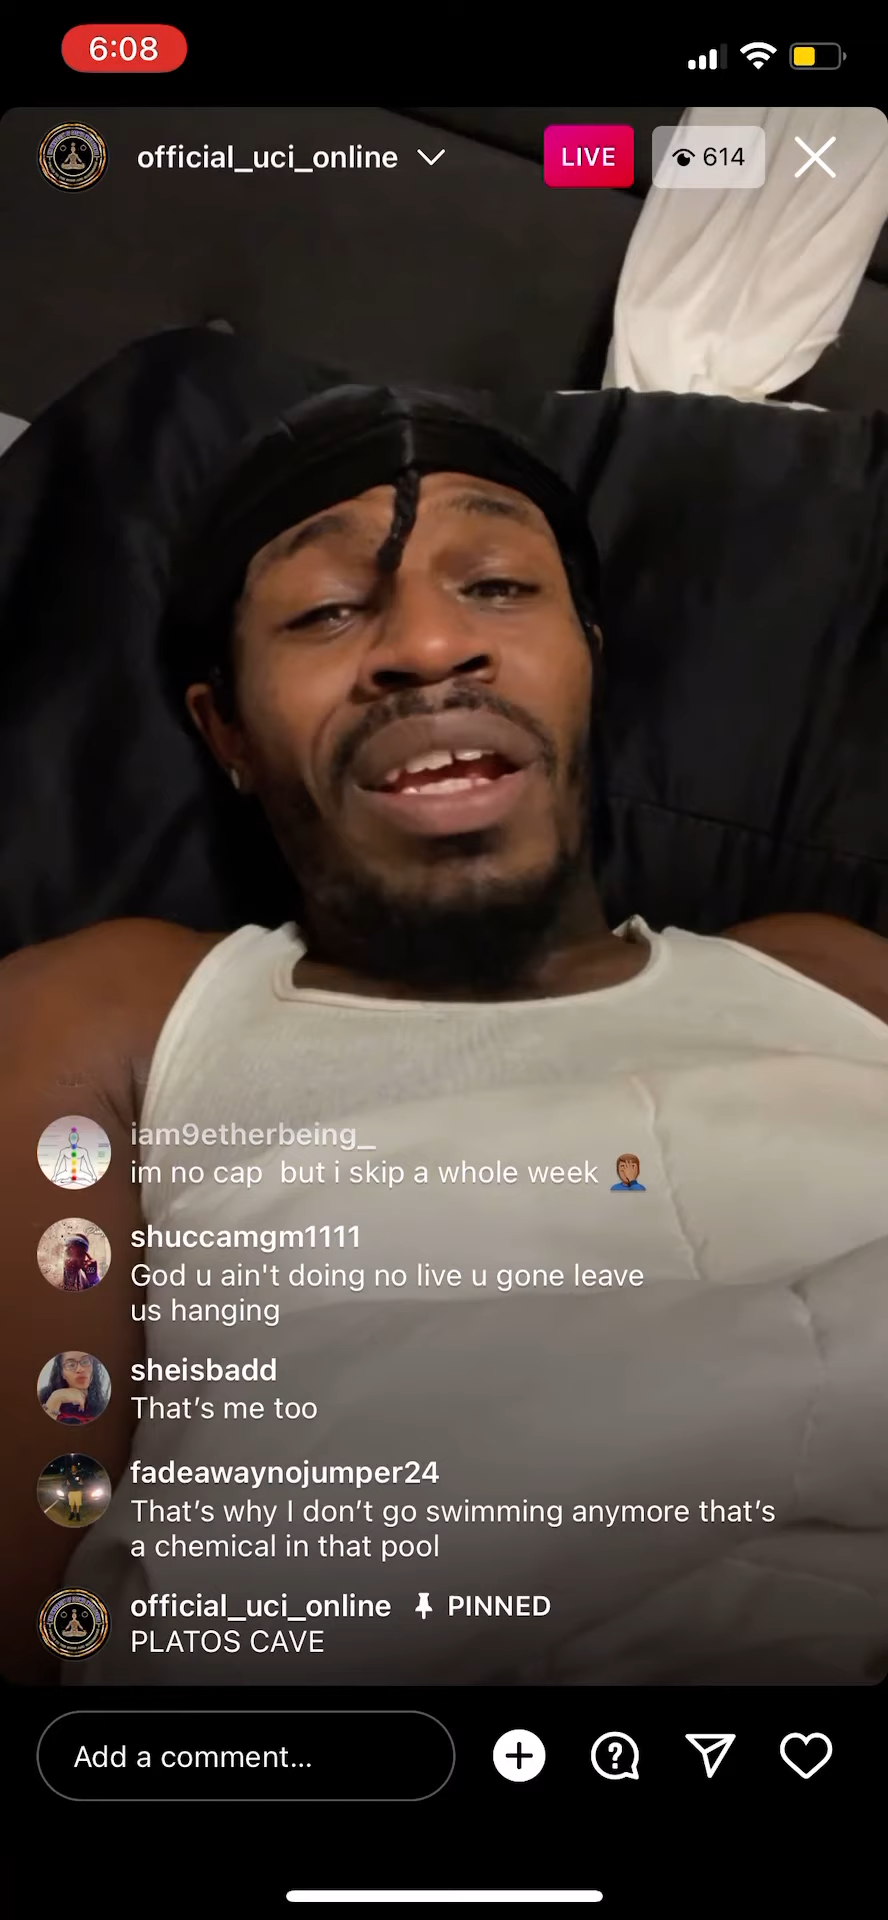 6:08
official_uci_online
LIVE
614
iam9etherbeing_
im no cap  but i skip a whole week 🤦🏾‍♂️
shuccamgm1111
God u ain't doing no live u gone leave
us hanging
sheisbadd
That’s me too
fadeawaynojumper24
That’s why I don’t go swimming anymore that’s
a chemical in that pool
official_uci_online PINNED
PLATOS CAVE
Add a comment...